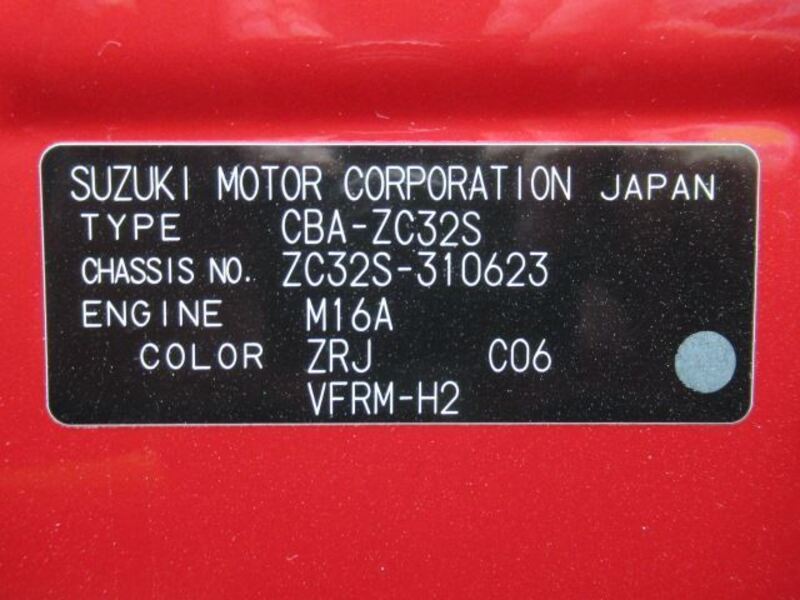 SUZUKI MOTOR CORPORATION JAPAN
TYPE CBA-ZC32S
CHASSIS NO. ZC32S-310623
ENGINE M16A
COLOR ZRJ C06
VFRM-H2